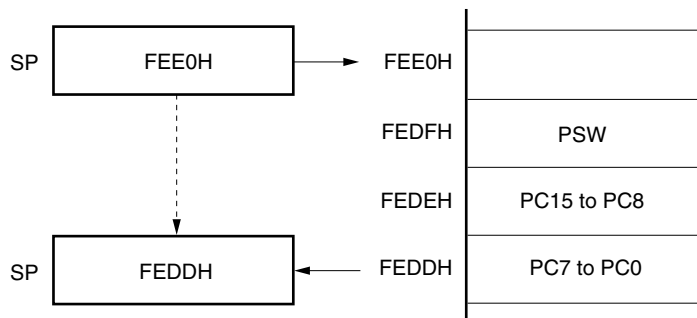 SP FEE0H FEE0H
FEDFH PSW
FEDEH PC15 to PC8
SP FEDDH FEDDH PC7 to PC0